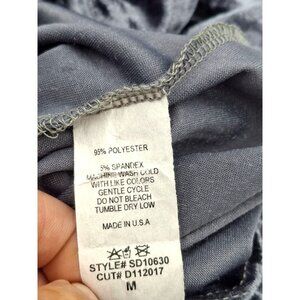 95% POLYESTER
5% SPANDEX
MACHINE WASH COLD
WITH LIKE COLORS
GENTLE CYCLE
DO NOT BLEACH
TUMBLE DRY LOW
MADE IN U.S.A
STYLE# SD10630
CUT# D112017
M